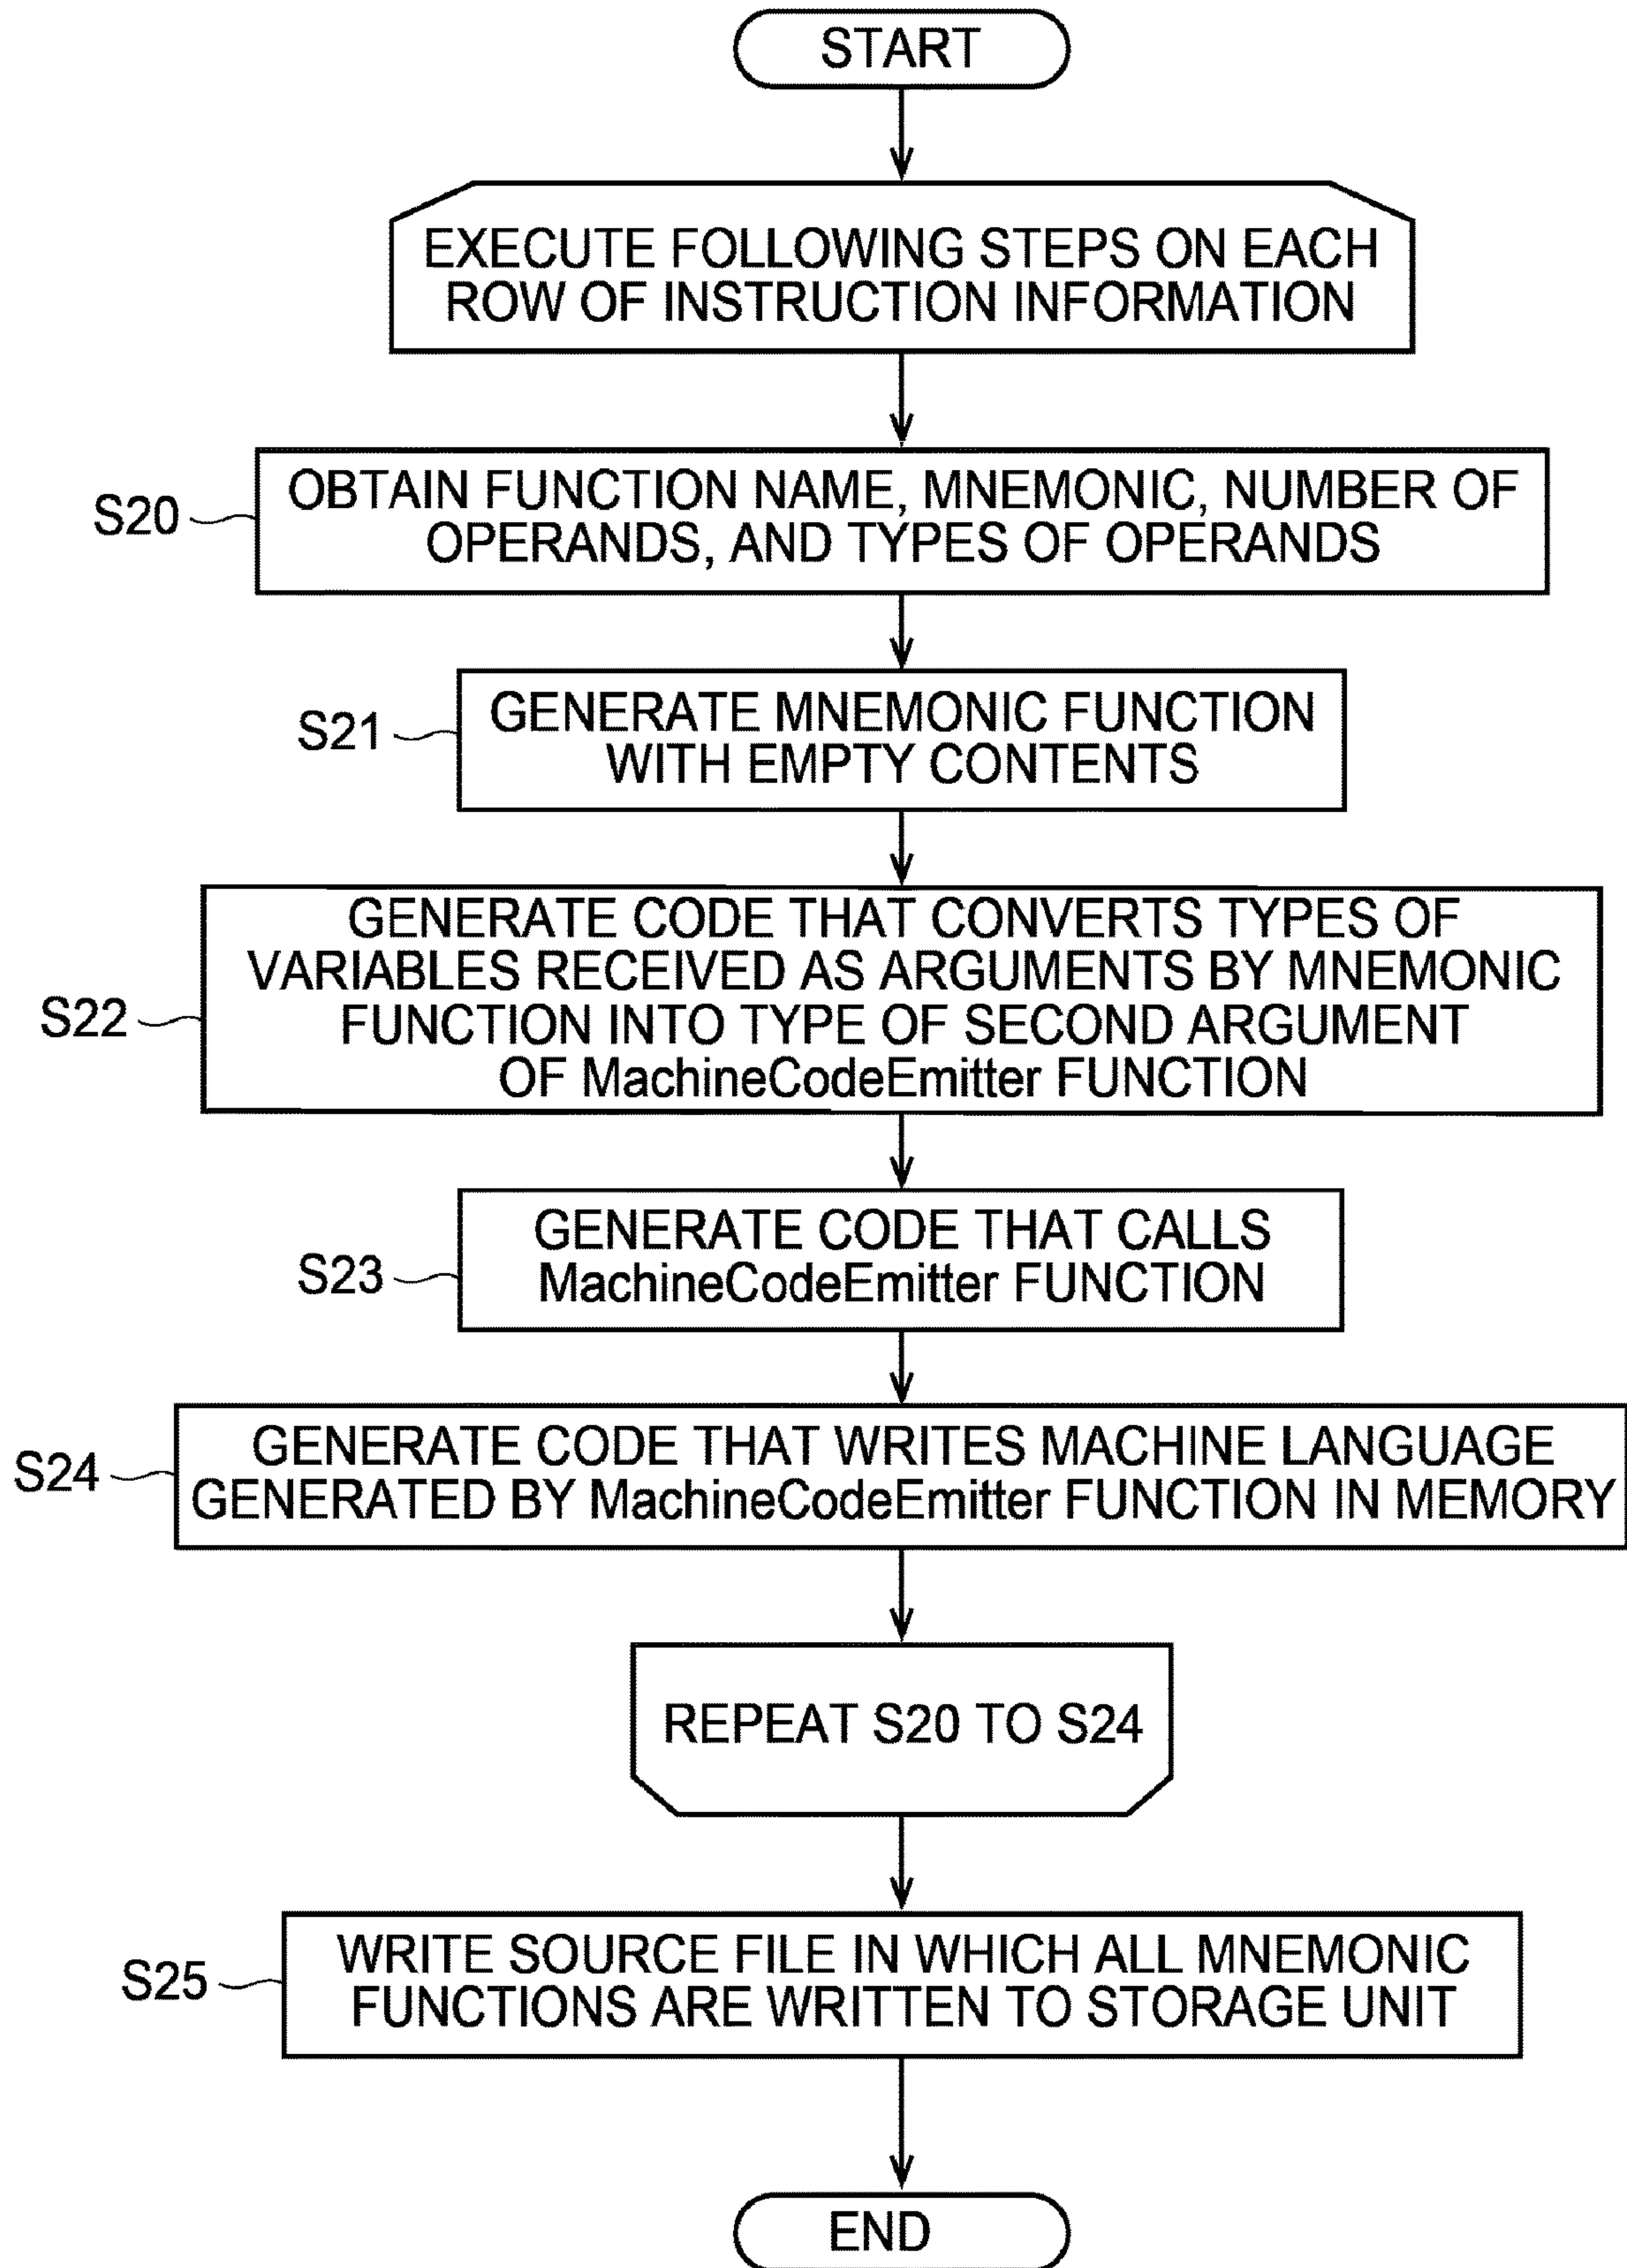 START
EXECUTE FOLLOWING STEPS ON EACH
ROW OF INSTRUCTION INFORMATION
S20
OBTAIN FUNCTION NAME, MNEMONIC, NUMBER OF
OPERANDS, AND TYPES OF OPERANDS
S21
GENERATE MNEMONIC FUNCTION
WITH EMPTY CONTENTS
S22
GENERATE CODE THAT CONVERTS TYPES OF
VARIABLES RECEIVED AS ARGUMENTS BY MNEMONIC
FUNCTION INTO TYPE OF SECOND ARGUMENT
OF MachineCodeEmitter FUNCTION
S23
GENERATE CODE THAT CALLS
MachineCodeEmitter FUNCTION
S24
GENERATE CODE THAT WRITES MACHINE LANGUAGE
GENERATED BY MachineCodeEmitter FUNCTION IN MEMORY
REPEAT S20 TO S24
S25
WRITE SOURCE FILE IN WHICH ALL MNEMONIC
FUNCTIONS ARE WRITTEN TO STORAGE UNIT
END